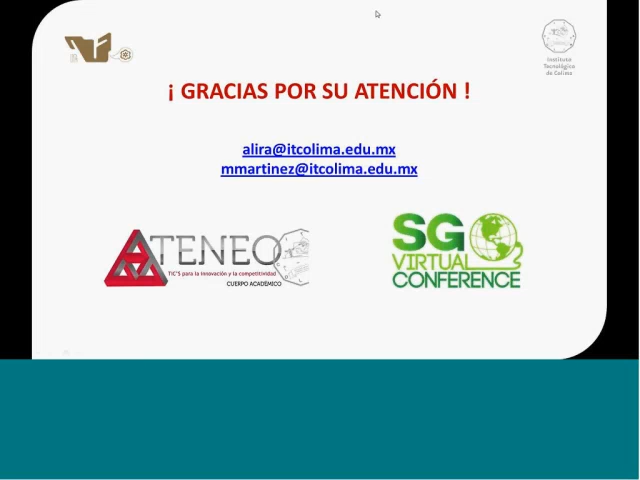 Instituto
Tecnológico
de Colima
¡ GRACIAS POR SU ATENCIÓN !
alira@itcolima.edu.mx
mmartinez@itcolima.edu.mx
ATENEO
TIC'S para la Innovación y la competitividad
CUERPO ACADÉMICO
SG
VIRTUAL
CONFERENCE